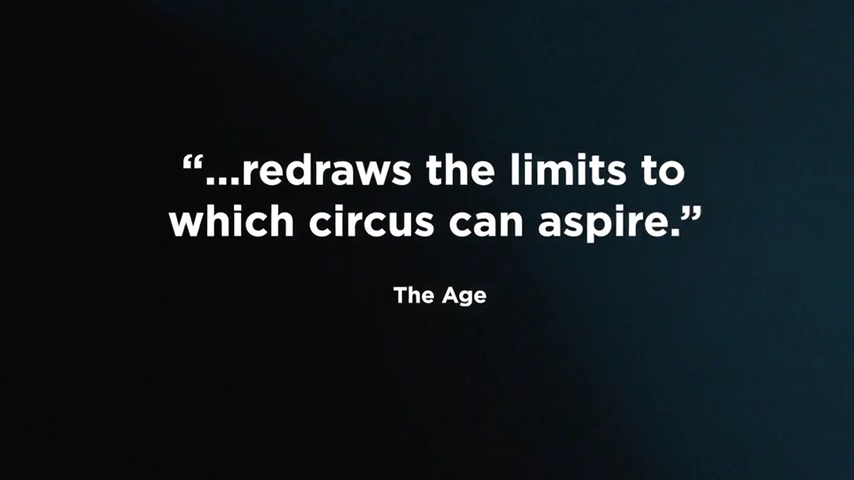 “...redraws the limits to
which circus can aspire.”
The Age